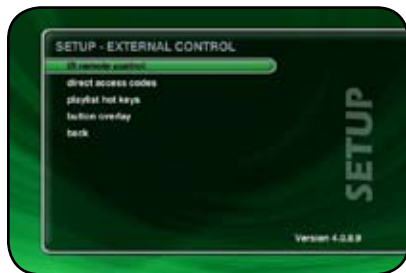 SETUP - EXTERNAL CONTROL
IR remote control
direct access codes
playlist hot keys
button overlay
back
SETUP
Version 4.0.8.9